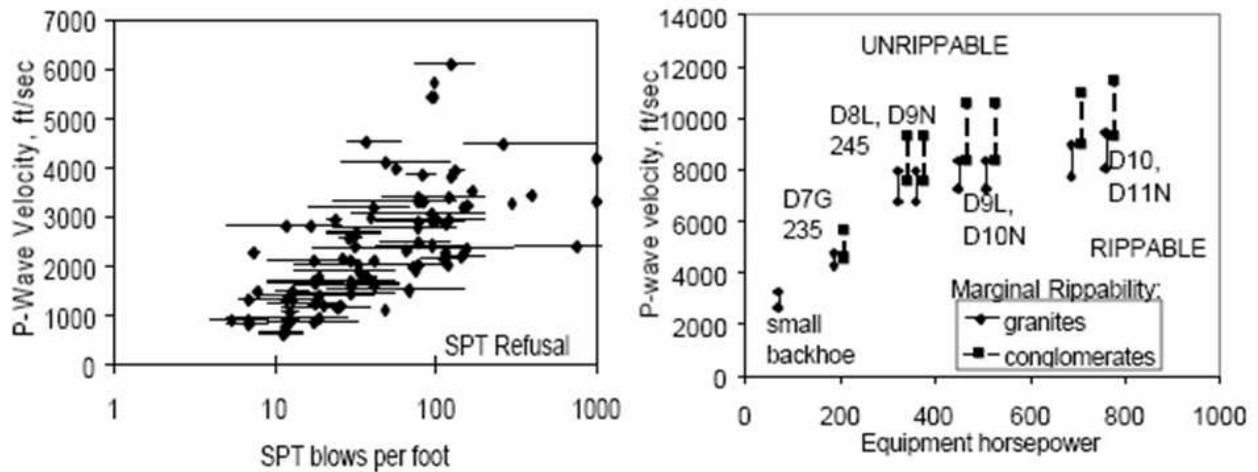 P-Wave Velocity, ft/sec
7000
6000
5000
4000
3000
2000
1000
0
SPT Refusal
1
10
100
1000
SPT blows per foot
P-wave velocity, ft/sec
14000
12000
10000
8000
6000
4000
2000
0
UNRIPPABLE
D8L, D9N
245
D7G
235
D9L,
D10N
D10,
D11N
RIPPABLE
small
backhoe
Marginal Rippability:
granites
conglomerates
0
200
400
600
800
1000
Equipment horsepower